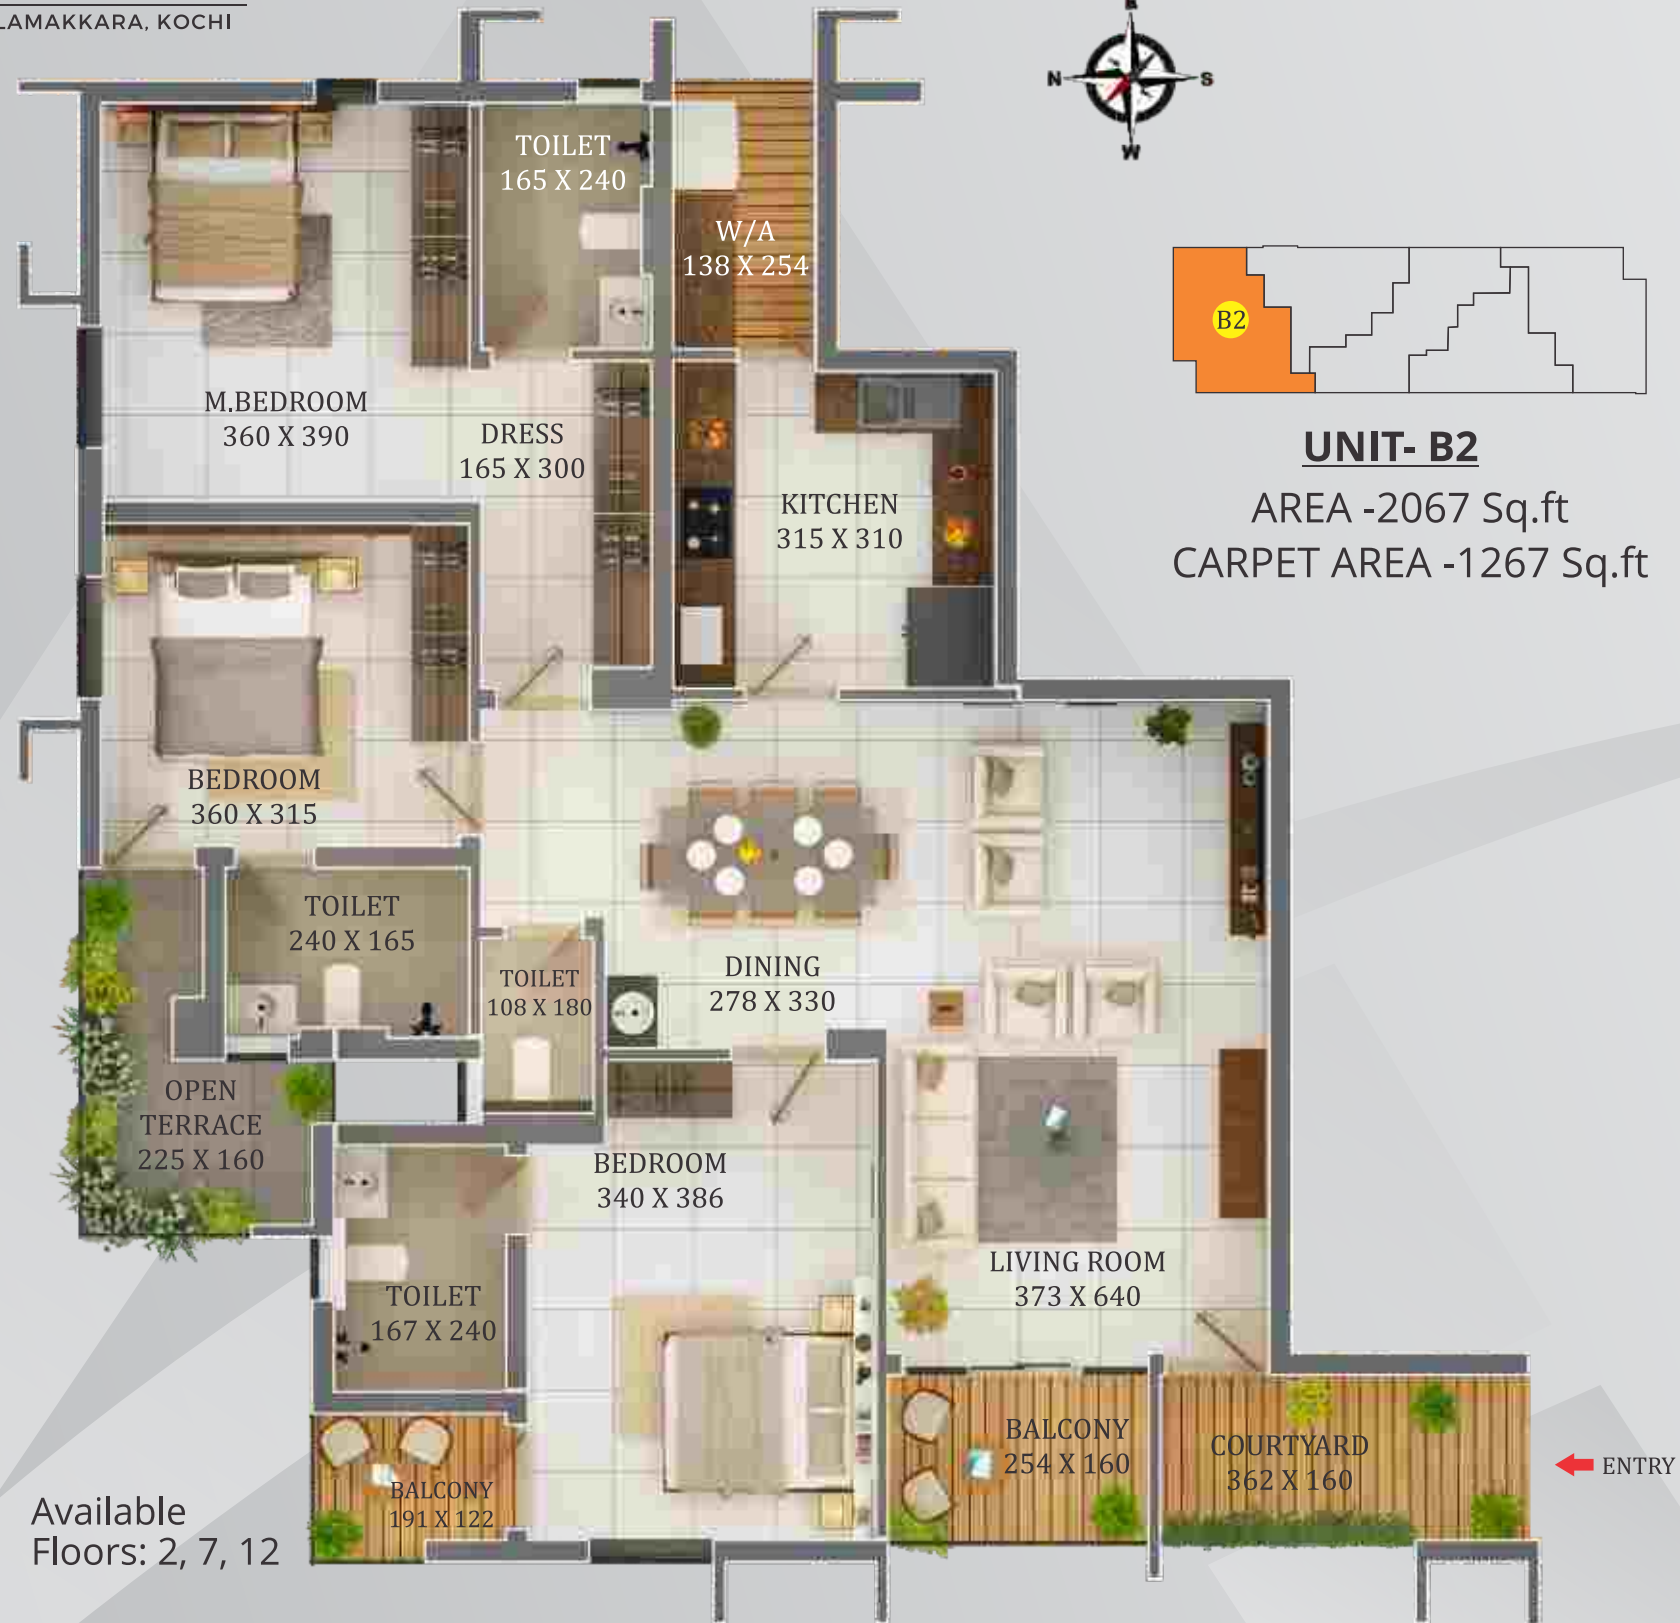 LAMAKKARA, KOCHI
E
N
S
W
TOILET
165 X 240
W/A
138 X 254
B2
M.BEDROOM
360 X 390
DRESS
165 X 300
KITCHEN
315 X 310
UNIT- B2
AREA -2067 Sq.ft
CARPET AREA -1267 Sq.ft
BEDROOM
360 X 315
TOILET
240 X 165
TOILET
108 X 180
DINING
278 X 330
OPEN
TERRACE
225 X 160
BEDROOM
340 X 386
LIVING ROOM
373 X 640
TOILET
167 X 240
BALCONY
254 X 160
COURTYARD
362 X 160
ENTRY
BALCONY
191 X 122
Available
Floors: 2, 7, 12